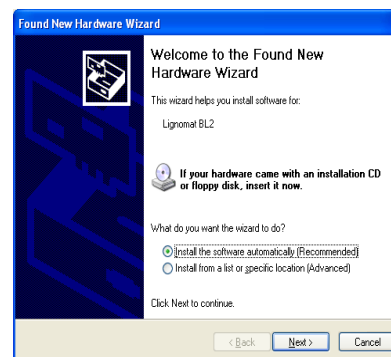 Found New Hardware Wizard
Welcome to the Found New
Hardware Wizard
This wizard helps you install software for:
Lignomat BL2
If your hardware came with an installation CD
or floppy disk, insert it now.
What do you want the wizard to do?
Install the software automatically (Recommended)
Install from a list or specific location (Advanced)
Click Next to continue.
< Back Next > Cancel